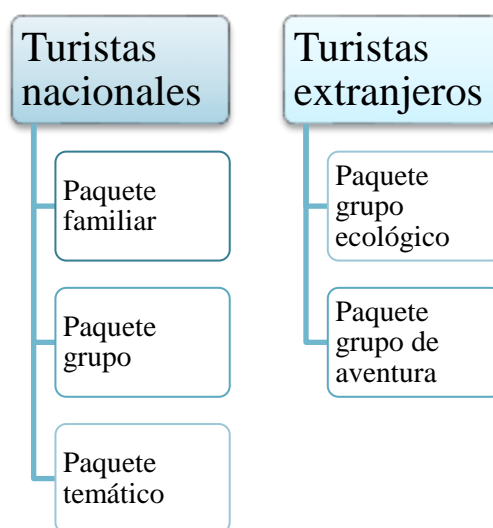 Turistas
nacionales
Paquete
familiar
Paquete
grupo
Paquete
temático
Turistas
extranjeros
Paquete
grupo
ecológico
Paquete
grupo de
aventura